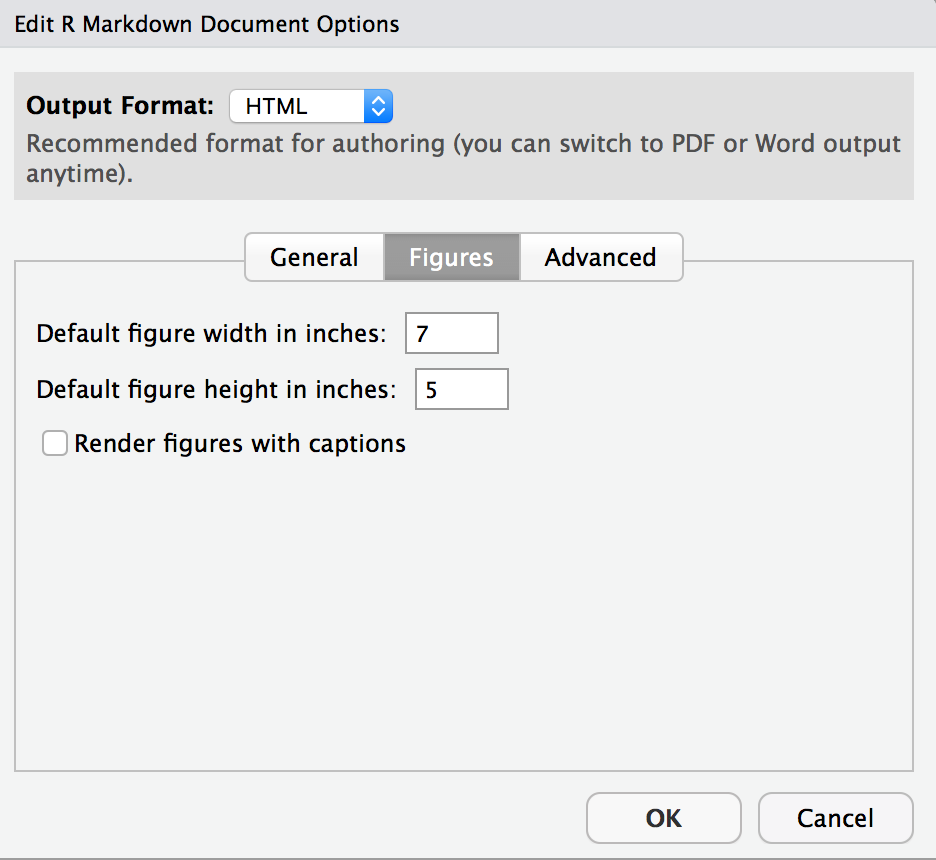 Edit R Markdown Document Options
Output Format: HTML
Recommended format for authoring (you can switch to PDF or Word output
anytime).
General Figures Advanced
Default figure width in inches: 7
Default figure height in inches: 5
Render figures with captions
OK Cancel